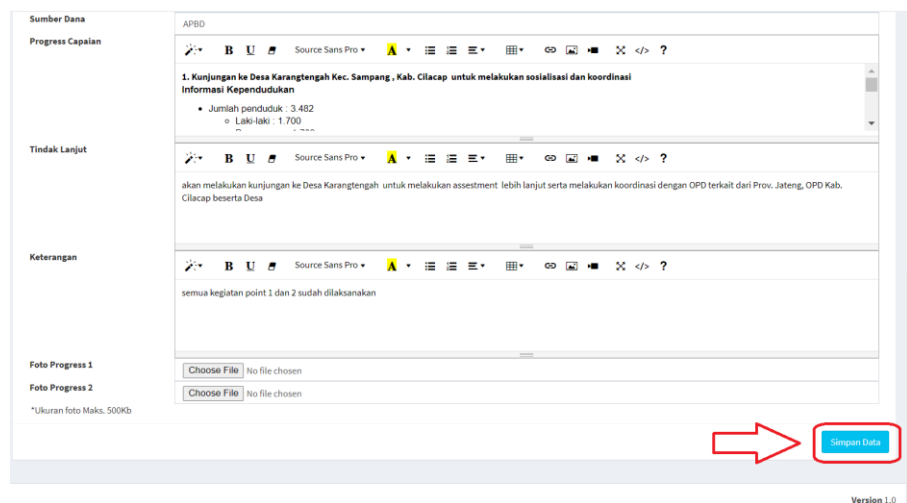 Sumber Dana
APBD
Progress Capaian
B U Source Sans Pro A </> ?
1. Kunjungan ke Desa Karangtengah Kec. Sampang , Kab. Cilacap untuk melakukan sosialisasi dan koordinasi
Informasi Kependudukan
Jumlah penduduk : 3.482
Laki-laki : 1.700
Tindak Lanjut
B U Source Sans Pro A </> ?
akan melakukan kunjungan ke Desa Karangtengah untuk melakukan assestment lebih lanjut serta melakukan koordinasi dengan OPD terkait dari Prov. Jateng, OPD Kab.
Cilacap beserta Desa
Keterangan
B U Source Sans Pro A </> ?
semua kegiatan point 1 dan 2 sudah dilaksanakan
Foto Progress 1
Choose File No file chosen
Foto Progress 2
Choose File No file chosen
*Ukuran foto Maks. 500Kb
Simpan Data
Version 1.0